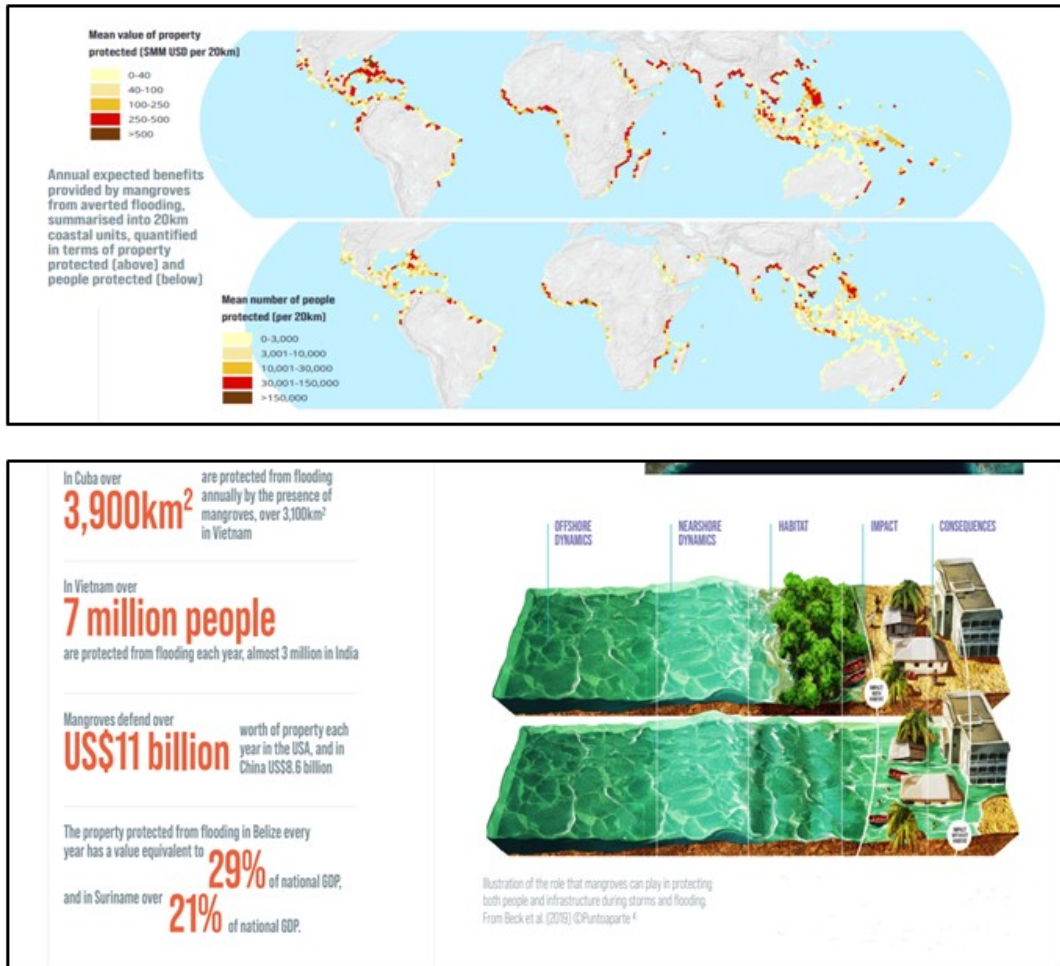 Mean value of property
protected ($MM USD per 20km)
0-40
40-100
100-250
250-500
>500
Annual expected benefits
provided by mangroves
from averted flooding,
summarised into 20km
coastal units, quantified
in terms of property
protected (above) and
people protected (below)
Mean number of people
protected (per 20km)
0-3,000
3,001-10,000
10,001-30,000
30,001-150,000
>150,000
In Cuba over
3,900km²
are protected from flooding
annually by the presence of
mangroves, over 3,100km²
in Vietnam
In Vietnam over
7 million people
are protected from flooding each year, almost 3 million in India
Mangroves defend over
US$11 billion
worth of property each
year in the USA, and in
China US$8.6 billion
The property protected from flooding in Belize every
year has a value equivalent to
29% of national GDP,
and in Suriname over
21% of national GDP.
OFFSHORE
DYNAMICS
NEARSHORE
DYNAMICS
HABITAT
IMPACT
CONSEQUENCES
IMPACT
WITH
HABITAT
IMPACT
WITHOUT
HABITAT
Illustration of the role that mangroves can play in protecting
both people and infrastructure during storms and flooding.
From Beck et al. (2019) ©Puntoaparte ⁴